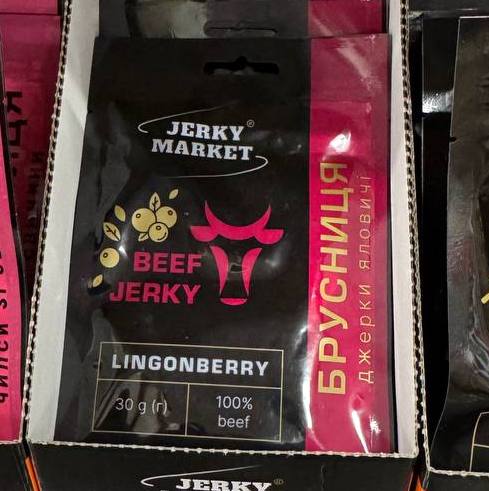 JERKY®
MARKET
BEEF
JERKY
LINGONBERRY
30 g (г)
100%
beef
БРУСНИЦЯ
джерки яловичі
JERKY®